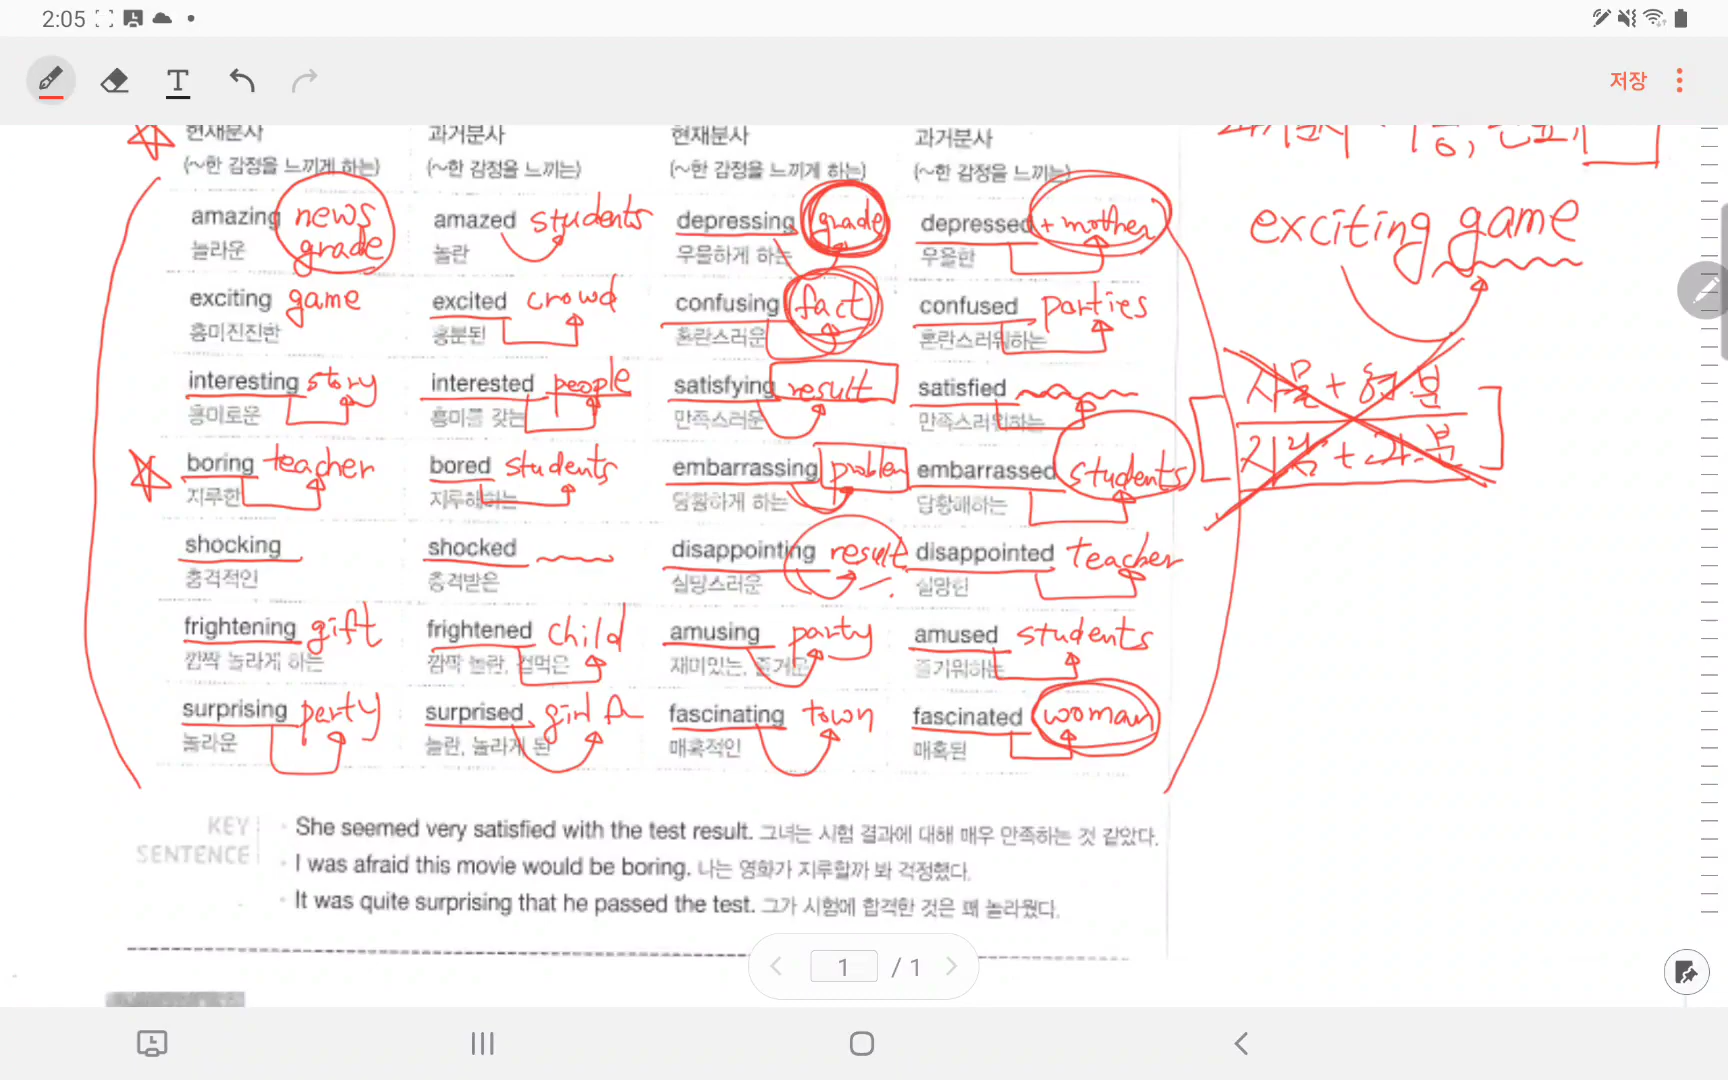 2:05
저장
현재분사 과거분사 현재분사 과거분사
(~한 감정을 느끼게 하는) (~한 감정을 느끼는) (~한 감정을 느끼게 하는) (~한 감정을 느끼는)
amazing news grade amazed students depressing grade depressed + mother
놀라운 놀란 우울하게 하는 우울한
exciting game
exciting game excited crowd confusing fact confused parties
흥미진진한 흥분된 혼란스러운 혼란스러워하는
interesting story interested people satisfying result satisfied
흥미로운 흥미를 갖는 만족스러운 만족스러워하는
사물 + 현분
boring teacher bored students embarrassing problem embarrassed students
지루한 지루해하는 당황하게 하는 당황해하는
사람 + 과분
shocking shocked disappointing result disappointed teacher
충격적인 충격받은 실망스러운 실망한
frightening gift frightened child amusing party amused students
깜짝 놀라게 하는 깜짝 놀란, 겁먹은 재미있는, 즐거운 즐거워하는
surprising party surprised girl fascinating town fascinated woman
놀라운 놀란, 놀라게 된 매혹적인 매혹된
KEY SENTENCE
She seemed very satisfied with the test result. 그녀는 시험 결과에 대해 매우 만족하는 것 같았다.
I was afraid this movie would be boring. 나는 영화가 지루할까 봐 걱정했다.
It was quite surprising that he passed the test. 그가 시험에 합격한 것은 꽤 놀라웠다.
1 / 1